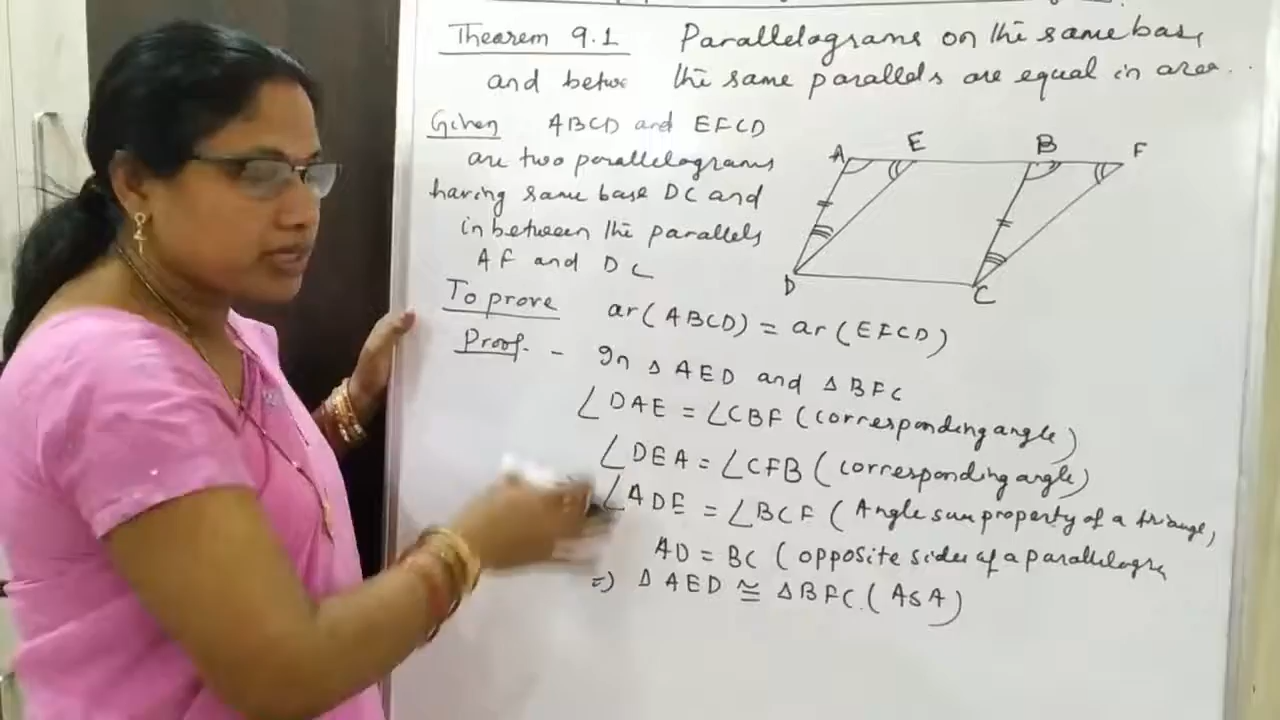 Thearem 9.1 Parallelograms on the same base
and betwe the same parallels are equal in area..
Given ABCD and EFCD
are two parallelograms
having same base DC and
in between the parallels
AF and DC
A E B F
D C
To prove ar(ABCD) = ar(EFCD)
Proof - In △AED and △BFC
∠DAE = ∠CBF (corresponding angle)
∠DEA = ∠CFB (corresponding angle)
∠ADE = ∠BCF (Angle sum property of a triangle,
AD = BC (opposite sides of a parallelogra
=) △AED ≅ △BFC. (ASA)